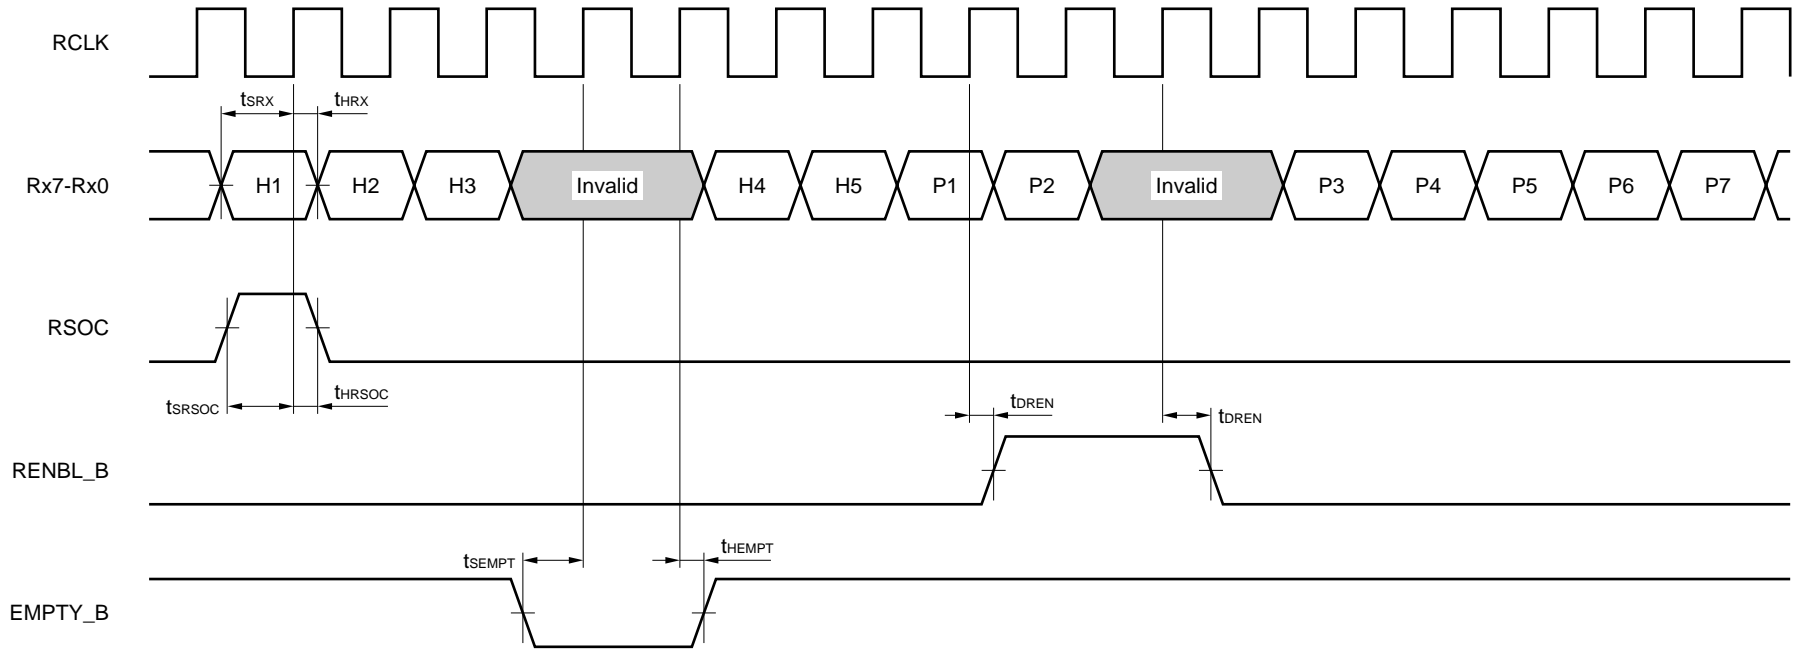 RCLK
tSRX tHRX
Rx7-Rx0 H1 H2 H3 Invalid H4 H5 P1 P2 Invalid P3 P4 P5 P6 P7
RSOC
tSRSOC tHRSOC tDREN tDREN
RENBL_B
tSEMPT tHEMPT
EMPTY_B